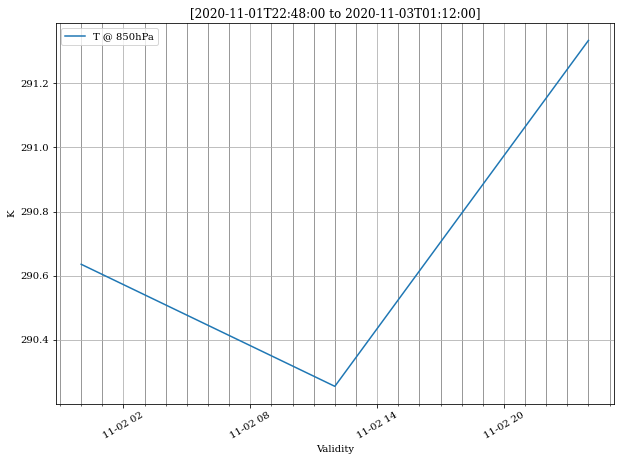 [2020-11-01T22:48:00 to 2020-11-03T01:12:00]
T @ 850hPa
291.2
291.0
290.8
290.6
290.4
K
11-02 02
11-02 08
11-02 14
11-02 20
Validity